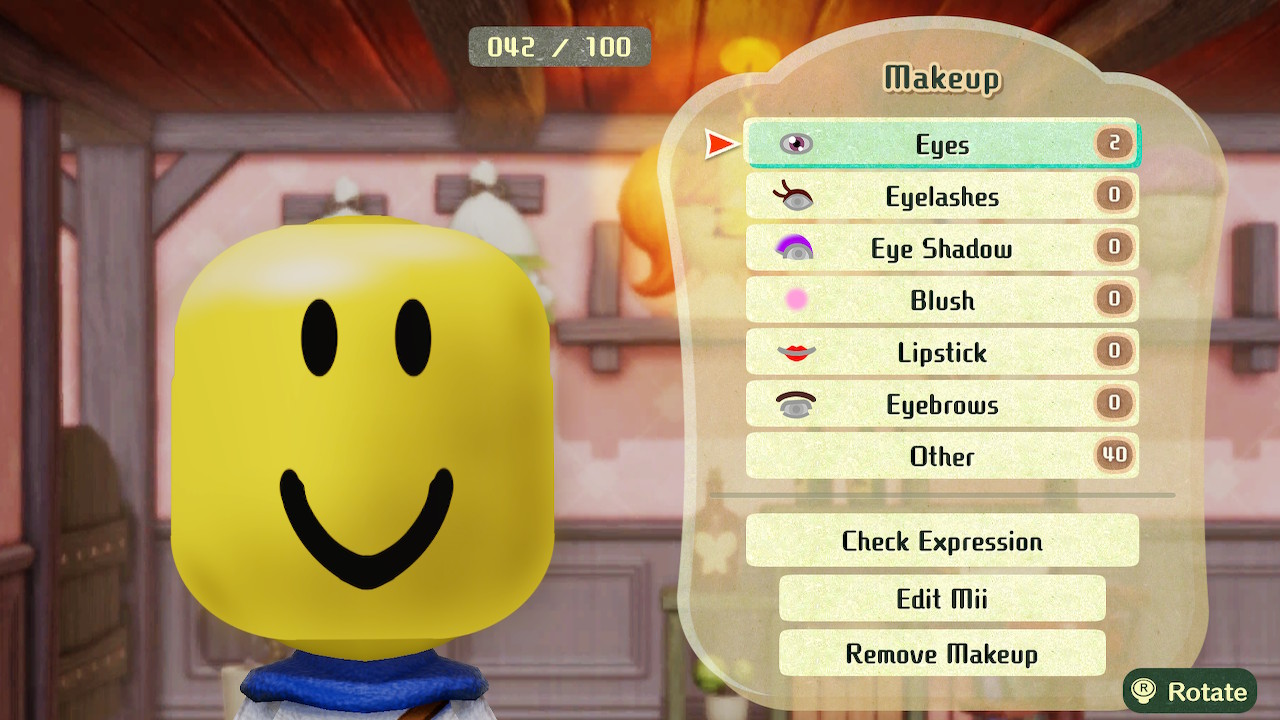 042 / 100
Makeup
Eyes 2
Eyelashes 0
Eye Shadow 0
Blush 0
Lipstick 0
Eyebrows 0
Other 40
Check Expression
Edit Mii
Remove Makeup
R Rotate